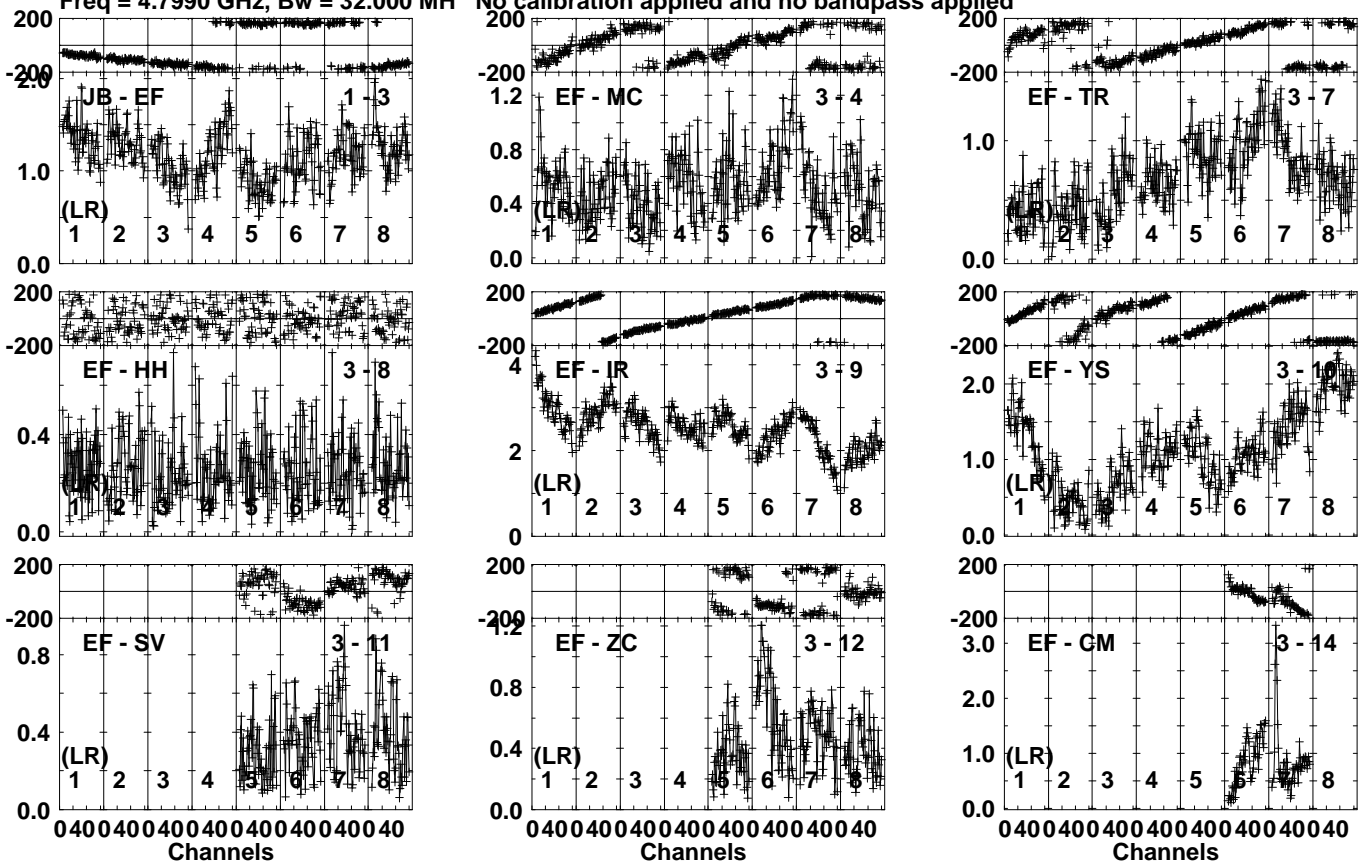 Freq = 4.7990 GHz, Bw = 32.000 MH No calibration applied and no bandpass applied
200
-200
2.0
1.0
0.0
JB - EF
1 - 3
(LR)
1 2 3 4 5 6 7 8
200
-200
1.2
0.8
0.4
0.0
EF - MC
3 - 4
(LR)
1 2 3 4 5 6 7 8
200
-200
1.0
0.0
EF - TR
3 - 7
(LR)
1 2 3 4 5 6 7 8
200
-200
0.4
0.0
EF - HH
3 - 8
(LR)
1 2 3 4 5 6 7 8
200
-200
4
2
0
EF - IR
3 - 9
(LR)
1 2 3 4 5 6 7 8
200
-200
2.0
1.0
0.0
EF - YS
3 - 10
(LR)
1 2 3 4 5 6 7 8
200
-200
0.8
0.4
0.0
EF - SV
3 - 11
(LR)
1 2 3 4 5 6 7 8
0 40 0 40 0 40 0 40 0 40 0 40 0 40 0 40
Channels
200
-200
1.2
0.8
0.4
0.0
EF - ZC
3 - 12
(LR)
1 2 3 4 5 6 7 8
0 40 0 40 0 40 0 40 0 40 0 40 0 40 0 40
Channels
200
-200
3.0
2.0
1.0
0.0
EF - CM
3 - 14
(LR)
1 2 3 4 5 6 7 8
0 40 0 40 0 40 0 40 0 40 0 40 0 40 0 40
Channels